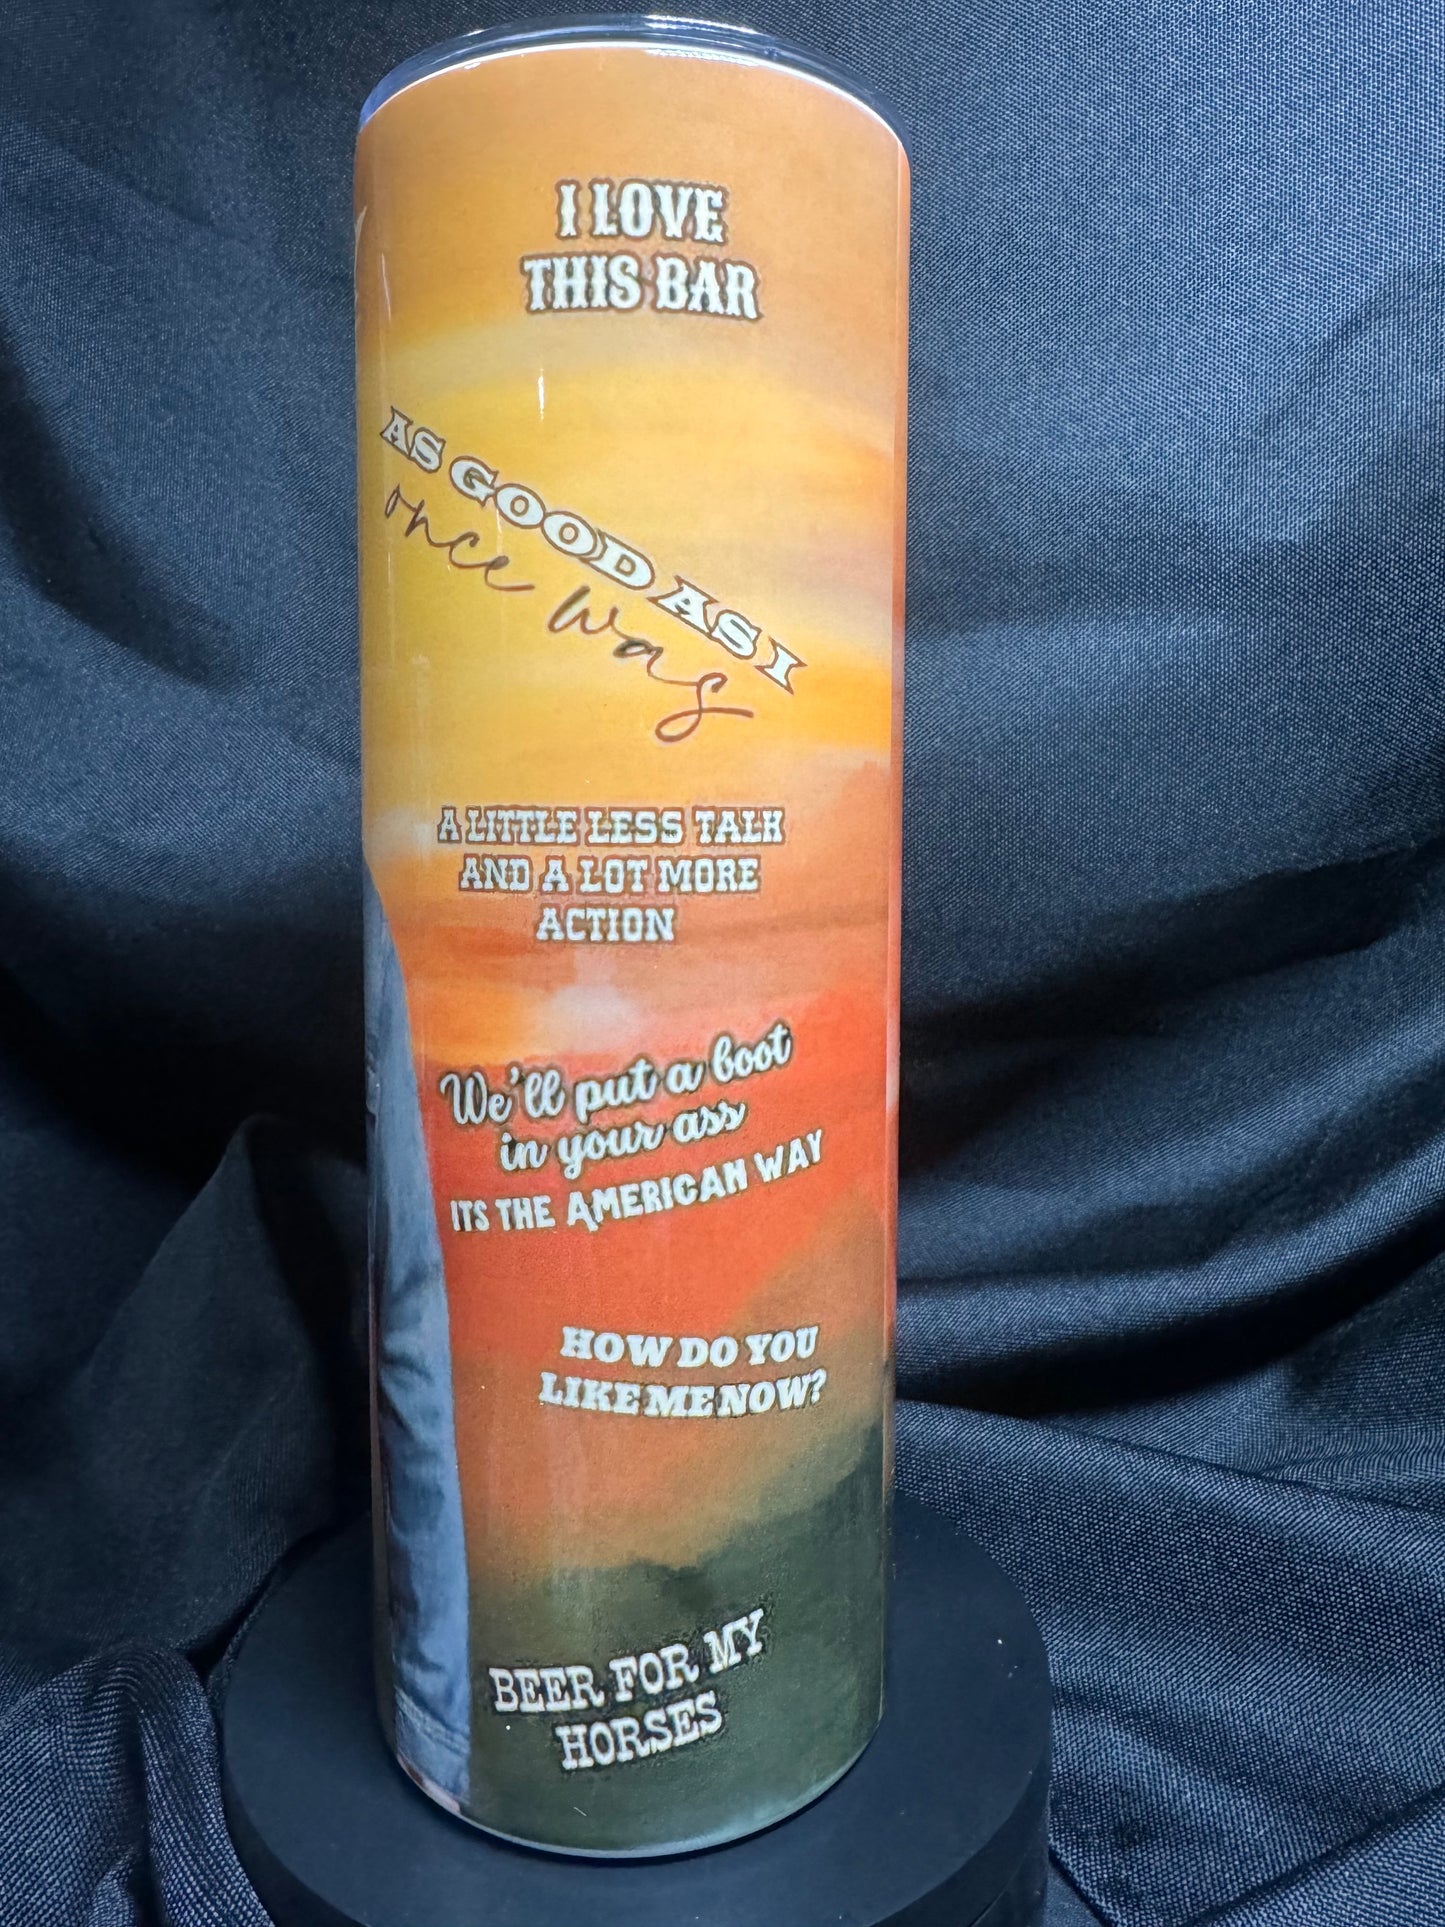 I LOVE
THIS BAR
AS GOOD AS I
once was
A LITTLE LESS TALK
AND A LOT MORE
ACTION
We'll put a boot
in your ass
ITS THE AMERICAN WAY
HOW DO YOU
LIKE ME NOW?
BEER FOR MY
HORSES